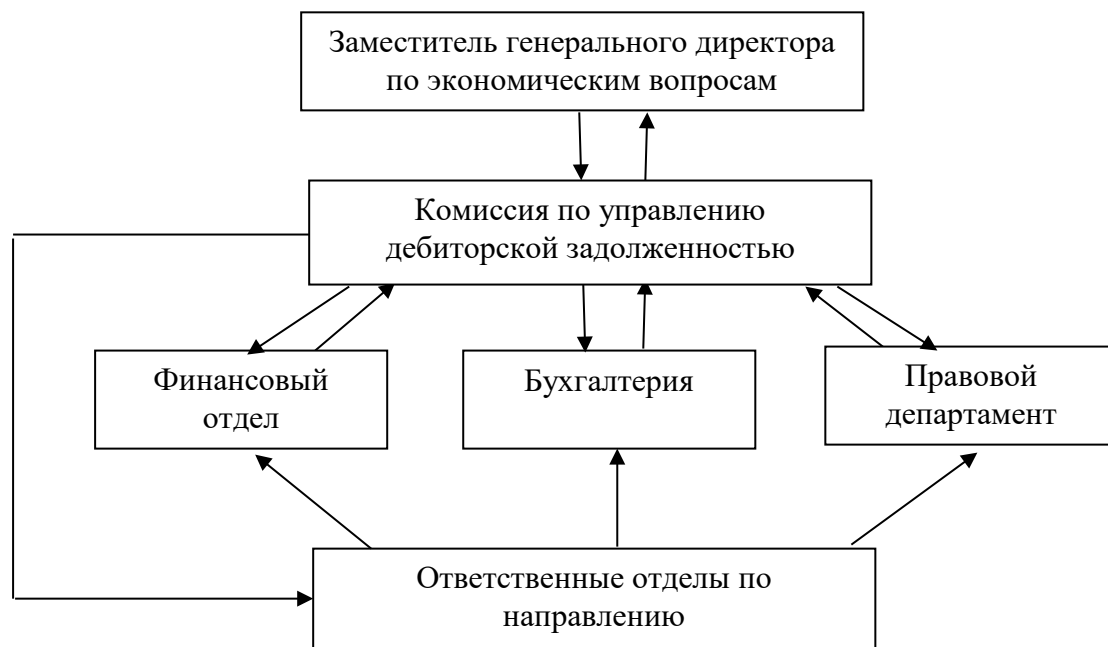 Заместитель генерального директора
по экономическим вопросам
Комиссия по управлению
дебиторской задолженностью
Финансовый
отдел
Бухгалтерия
Правовой
департамент
Ответственные отделы по
направлению